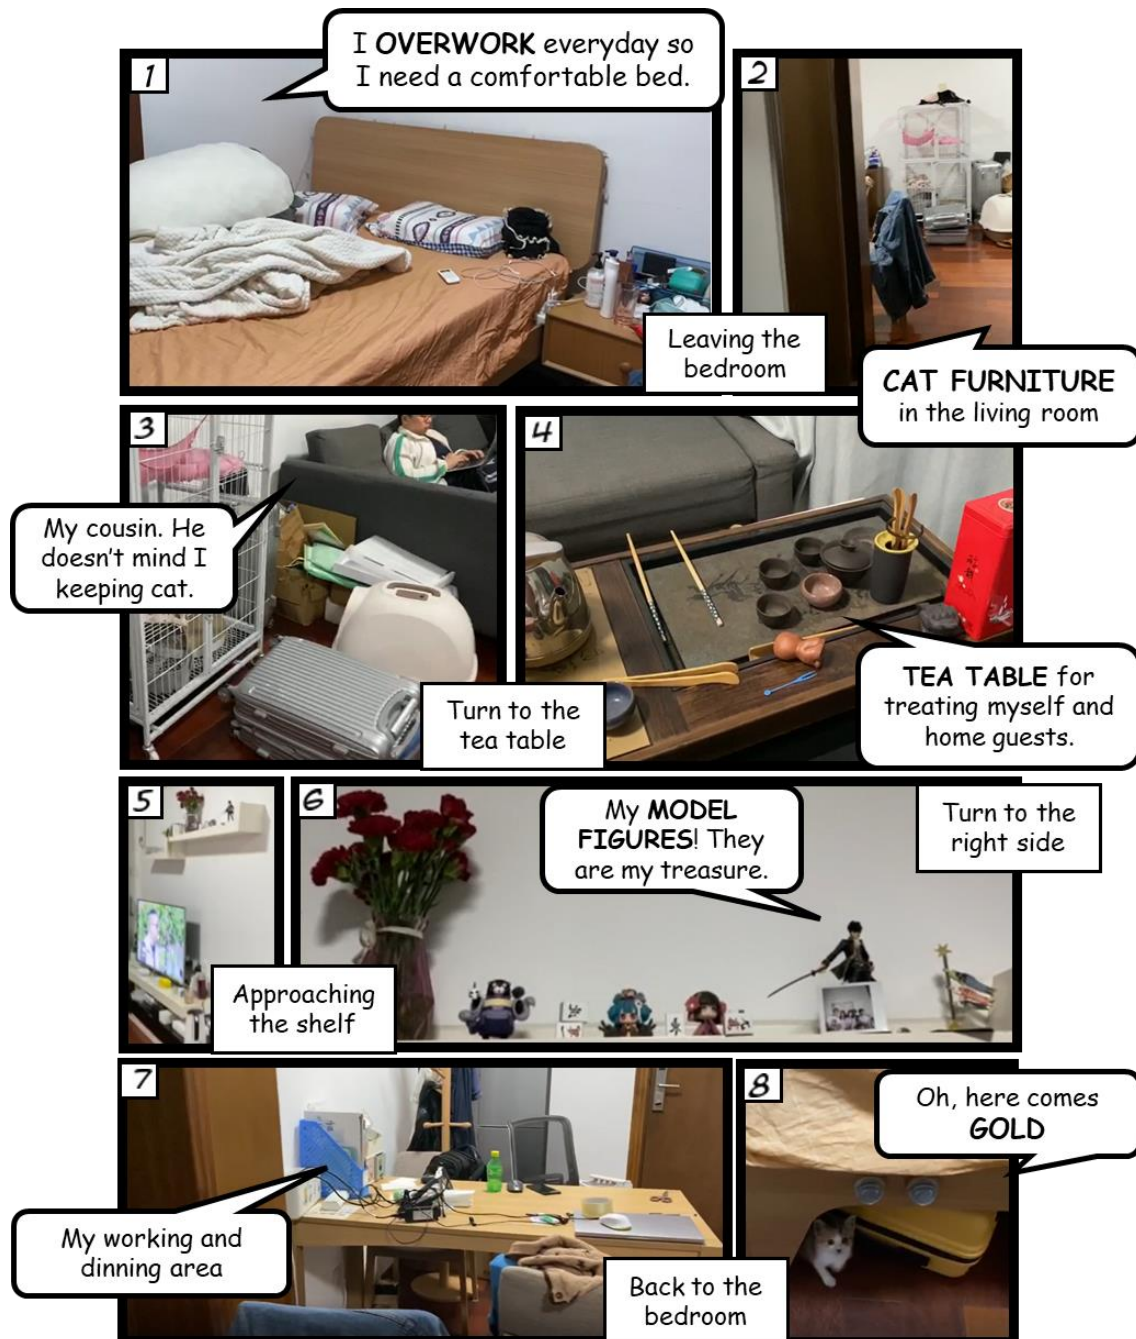 1
I OVERWORK everyday so
I need a comfortable bed.
Leaving the
bedroom
2
CAT FURNITURE
in the living room
3
My cousin. He
doesn't mind I
keeping cat.
Turn to the
tea table
4
TEA TABLE for
treating myself and
home guests.
5
Approaching
the shelf
6
My MODEL
FIGURES! They
are my treasure.
Turn to the
right side
7
My working and
dinning area
Back to the
bedroom
8
Oh, here comes
GOLD